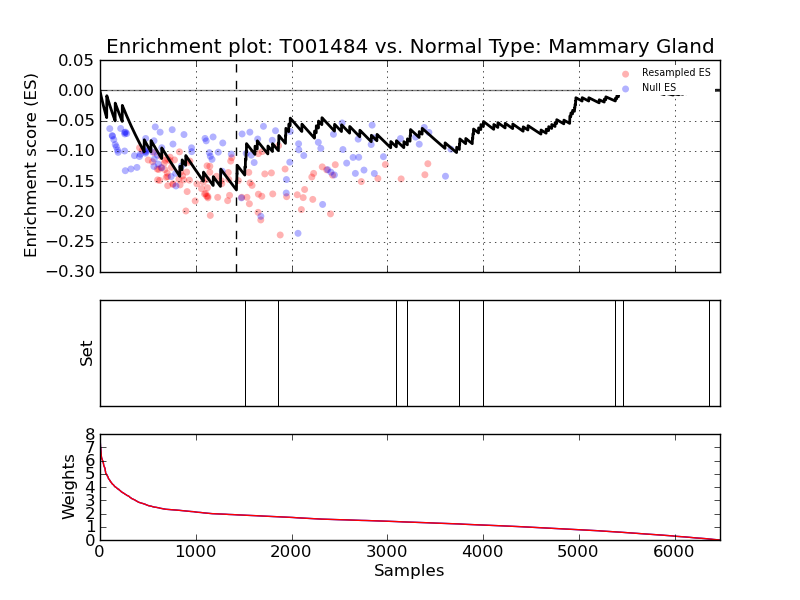 Enrichment plot: T001484 vs. Normal Type: Mammary Gland
Enrichment score (ES)
0.05
0.00
−0.05
−0.10
−0.15
−0.20
−0.25
−0.30
Resampled ES
Null ES
Set
Weights
8
7
6
5
4
3
2
1
0
0 1000 2000 3000 4000 5000 6000
Samples